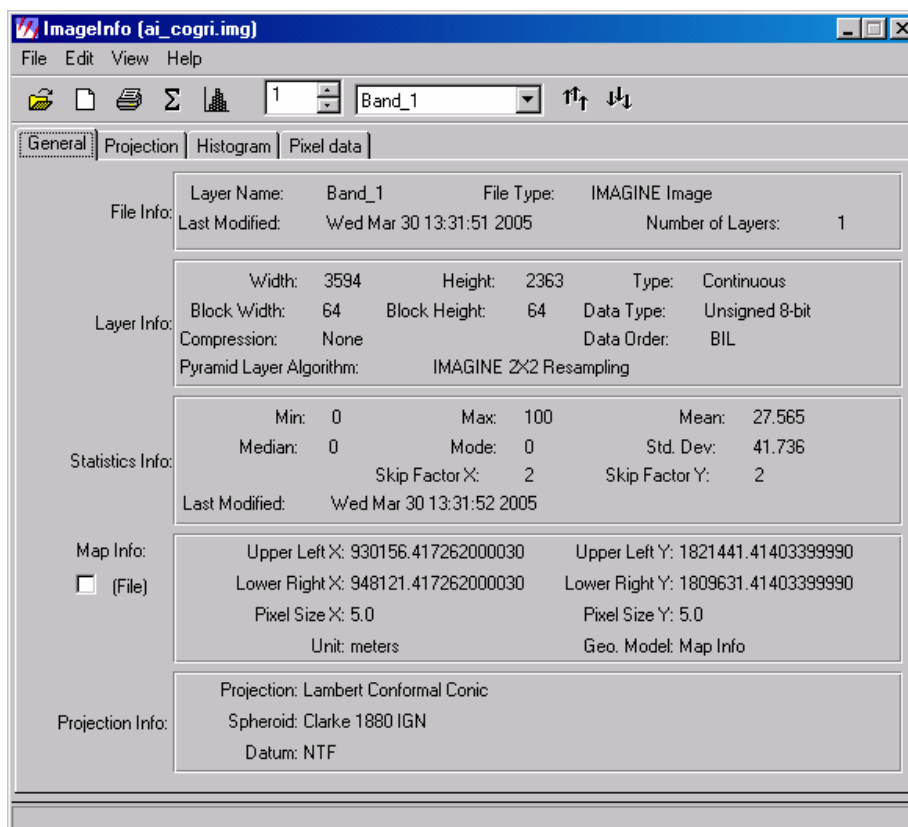 ImageInfo (ai_cogri.img)
File Edit View Help
1 Band_1
General Projection Histogram Pixel data
File Info:
Layer Name: Band_1 File Type: IMAGINE Image
Last Modified: Wed Mar 30 13:31:51 2005 Number of Layers: 1
Layer Info:
Width: 3594 Height: 2363 Type: Continuous
Block Width: 64 Block Height: 64 Data Type: Unsigned 8-bit
Compression: None Data Order: BIL
Pyramid Layer Algorithm: IMAGINE 2X2 Resampling
Statistics Info:
Min: 0 Max: 100 Mean: 27.565
Median: 0 Mode: 0 Std. Dev: 41.736
Skip Factor X: 2 Skip Factor Y: 2
Last Modified: Wed Mar 30 13:31:52 2005
Map Info:
(File)
Upper Left X: 930156.417262000030 Upper Left Y: 1821441.41403399990
Lower Right X: 948121.417262000030 Lower Right Y: 1809631.41403399990
Pixel Size X: 5.0 Pixel Size Y: 5.0
Unit: meters Geo. Model: Map Info
Projection Info:
Projection: Lambert Conformal Conic
Spheroid: Clarke 1880 IGN
Datum: NTF